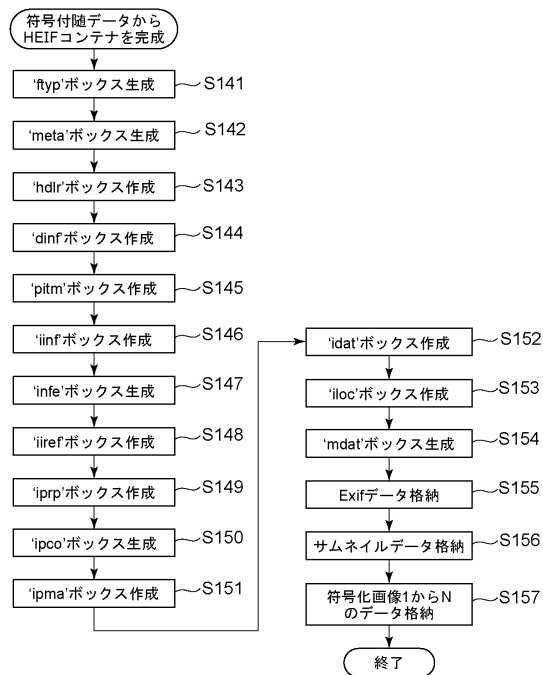 符号付随データから
HEIFコンテナを完成
‘ftyp’ボックス生成
S141
‘meta’ボックス生成
S142
‘hdlr’ボックス作成
S143
‘dinf’ボックス作成
S144
‘pitm’ボックス作成
S145
‘iinf’ボックス作成
S146
‘infe’ボックス生成
S147
‘iiref’ボックス作成
S148
‘iprp’ボックス作成
S149
‘ipco’ボックス生成
S150
‘ipma’ボックス作成
S151
‘idat’ボックス作成
S152
‘iloc’ボックス作成
S153
‘mdat’ボックス生成
S154
Exifデータ格納
S155
サムネイルデータ格納
S156
符号化画像1からN
のデータ格納
S157
終了